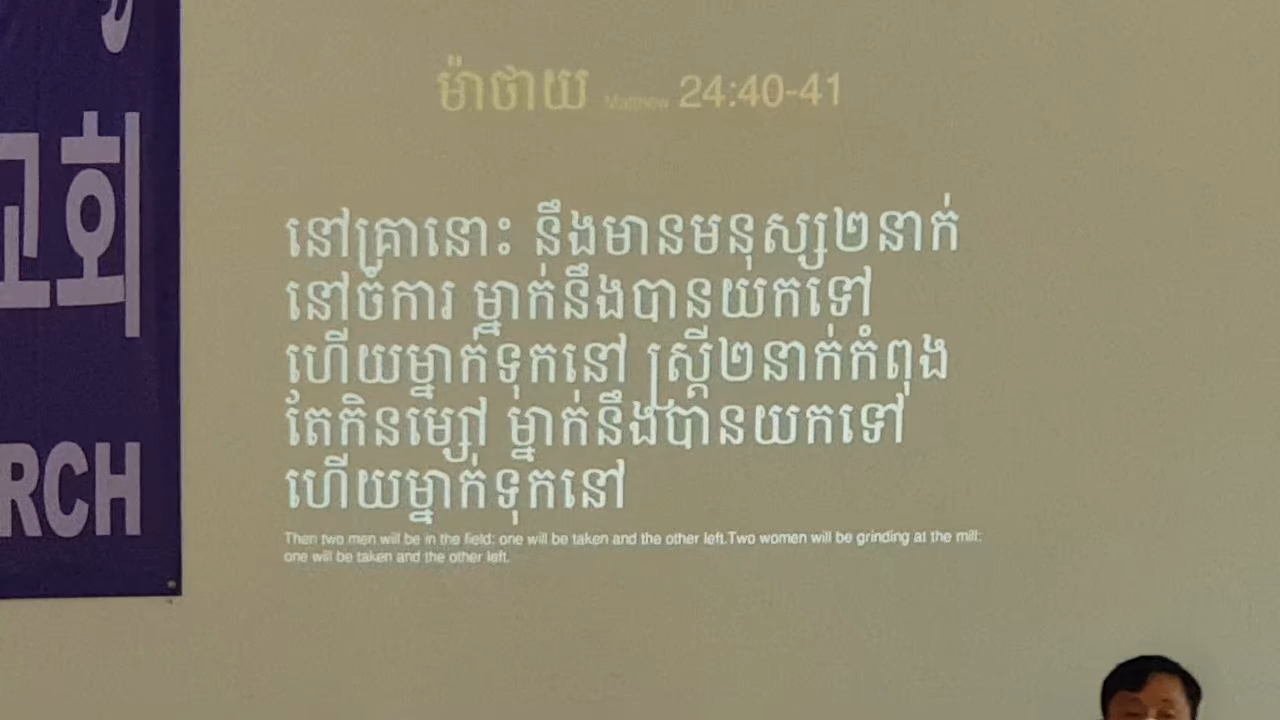 교회
RCH
ម៉ាថាយ Matthew 24:40-41
នៅគ្រានោះ នឹងមានមនុស្ស២នាក់
នៅចំការ ម្នាក់នឹងបានយកទៅ
ហើយម្នាក់ទុកនៅ ស្ត្រី២នាក់កំពុង
តែកិនម្សៅ ម្នាក់នឹងបានយកទៅ
ហើយម្នាក់ទុកនៅ
Then two men will be in the field: one will be taken and the other left.Two women will be grinding at the mill:
one will be taken and the other left.